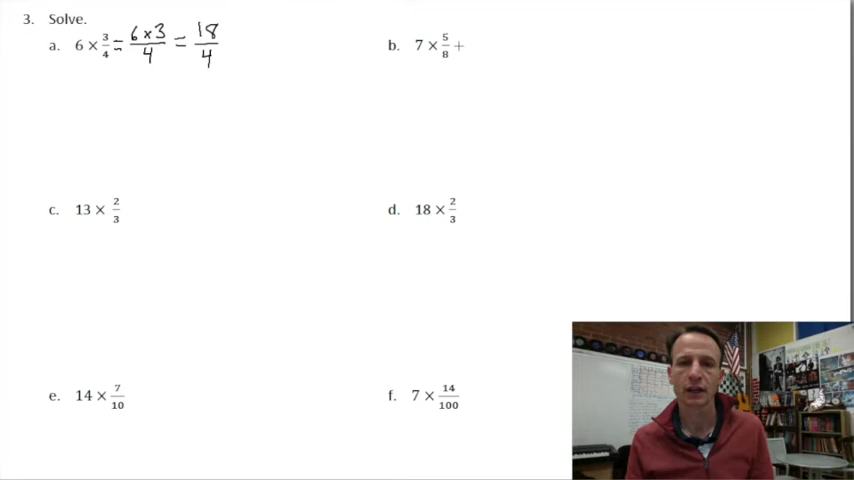 3. Solve.
a. 6 × 3/4 = 6×3/4 = 18/4
b. 7 × 5/8 +
c. 13 × 2/3
d. 18 × 2/3
e. 14 × 7/10
f. 7 × 14/100